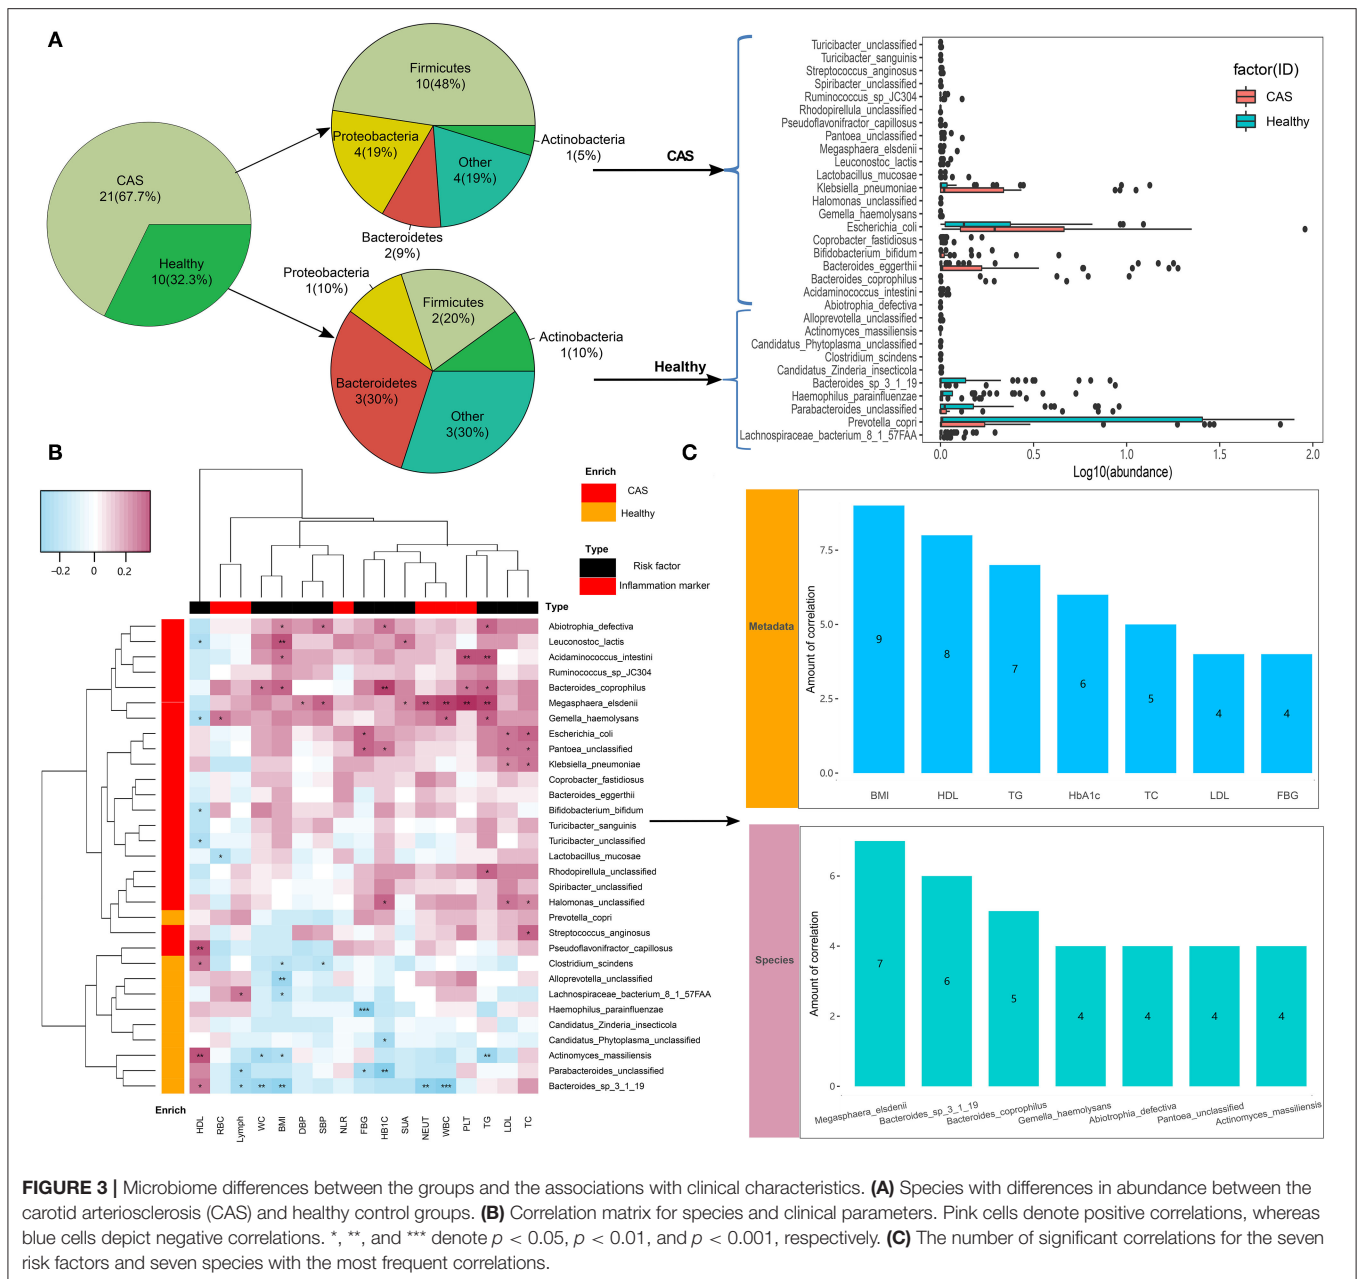 A
CAS
21(67.7%)
Healthy
10(32.3%)
Firmicutes
10(48%)
Proteobacteria
4(19%)
Bacteroidetes
2(9%)
Other
4(19%)
Actinobacteria
1(5%)
Proteobacteria
1(10%)
Firmicutes
2(20%)
Actinobacteria
1(10%)
Bacteroidetes
3(30%)
Other
3(30%)
CAS
Healthy
Turicibacter_unclassified
Turicibacter_sanguinis
Streptococcus_anginosus
Spiribacter_unclassified
Ruminococcus_sp_JC304
Rhodopirellula_unclassified
Pseudoflavonifractor_capillosus
Pantoea_unclassified
Megasphaera_elsdenii
Leuconostoc_lactis
Lactobacillus_mucosae
Klebsiella_pneumoniae
Halomonas_unclassified
Gemella_haemolysans
Escherichia_coli
Coprobacter_fastidiosus
Bifidobacterium_bifidum
Bacteroides_eggerthii
Bacteroides_coprophilus
Acidaminococcus_intestini
Abiotrophia_defectiva
Alloprevotella_unclassified
Actinomyces_massiliensis
Candidatus_Phytoplasma_unclassified
Clostridium_scindens
Candidatus_Zinderia_insecticola
Bacteroides_sp_3_1_19
Haemophilus_parainfluenzae
Parabacteroides_unclassified
Prevotella_copri
Lachnospiraceae_bacterium_8_1_57FAA
factor(ID)
CAS
Healthy
0.0 0.5 1.0 1.5 2.0
Log10(abundance)
B
−0.2 0 0.2
Enrich
CAS
Healthy
Type
Risk factor
Inflammation marker
Type
Abiotrophia_defectiva * * * *
Leuconostoc_lactis * ** *
Acidaminococcus_intestini * ** **
Ruminococcus_sp_JC304
Bacteroides_coprophilus * * ** * *
Megasphaera_elsdenii * * * ** ** ** **
Gemella_haemolysans * * * *
Escherichia_coli * * *
Pantoea_unclassified * * * *
Klebsiella_pneumoniae * *
Coprobacter_fastidiosus
Bacteroides_eggerthii
Bifidobacterium_bifidum *
Turicibacter_sanguinis
Turicibacter_unclassified *
Lactobacillus_mucosae *
Rhodopirellula_unclassified *
Spiribacter_unclassified
Halomonas_unclassified * * *
Prevotella_copri
Streptococcus_anginosus *
Pseudoflavonifractor_capillosus **
Clostridium_scindens * * *
Alloprevotella_unclassified **
Lachnospiraceae_bacterium_8_1_57FAA * *
Haemophilus_parainfluenzae ***
Candidatus_Zinderia_insecticola
Candidatus_Phytoplasma_unclassified *
Actinomyces_massiliensis ** * * **
Parabacteroides_unclassified * * **
Bacteroides_sp_3_1_19 * * ** ** ** ***
Enrich
HDL RBC Lymph WC BMI DBP SBP NLR FBG HB1C SUA NEUT WBC PLT TG LDL TC
C
Metadata
Amount of correlation
7.5
5.0
2.5
0.0
9 8 7 6 5 4 4
BMI HDL TG HbA1c TC LDL FBG
Species
Amount of correlation
6
4
2
0
7 6 5 4 4 4 4
Megasphaera_elsdenii Bacteroides_sp_3_1_19 Bacteroides_coprophilus Gemella_haemolysans Abiotrophia_defectiva Pantoea_unclassified Actinomyces_massiliensis
FIGURE 3 | Microbiome differences between the groups and the associations with clinical characteristics. (A) Species with differences in abundance between the
carotid arteriosclerosis (CAS) and healthy control groups. (B) Correlation matrix for species and clinical parameters. Pink cells denote positive correlations, whereas
blue cells depict negative correlations. *, **, and *** denote p < 0.05, p < 0.01, and p < 0.001, respectively. (C) The number of significant correlations for the seven
risk factors and seven species with the most frequent correlations.